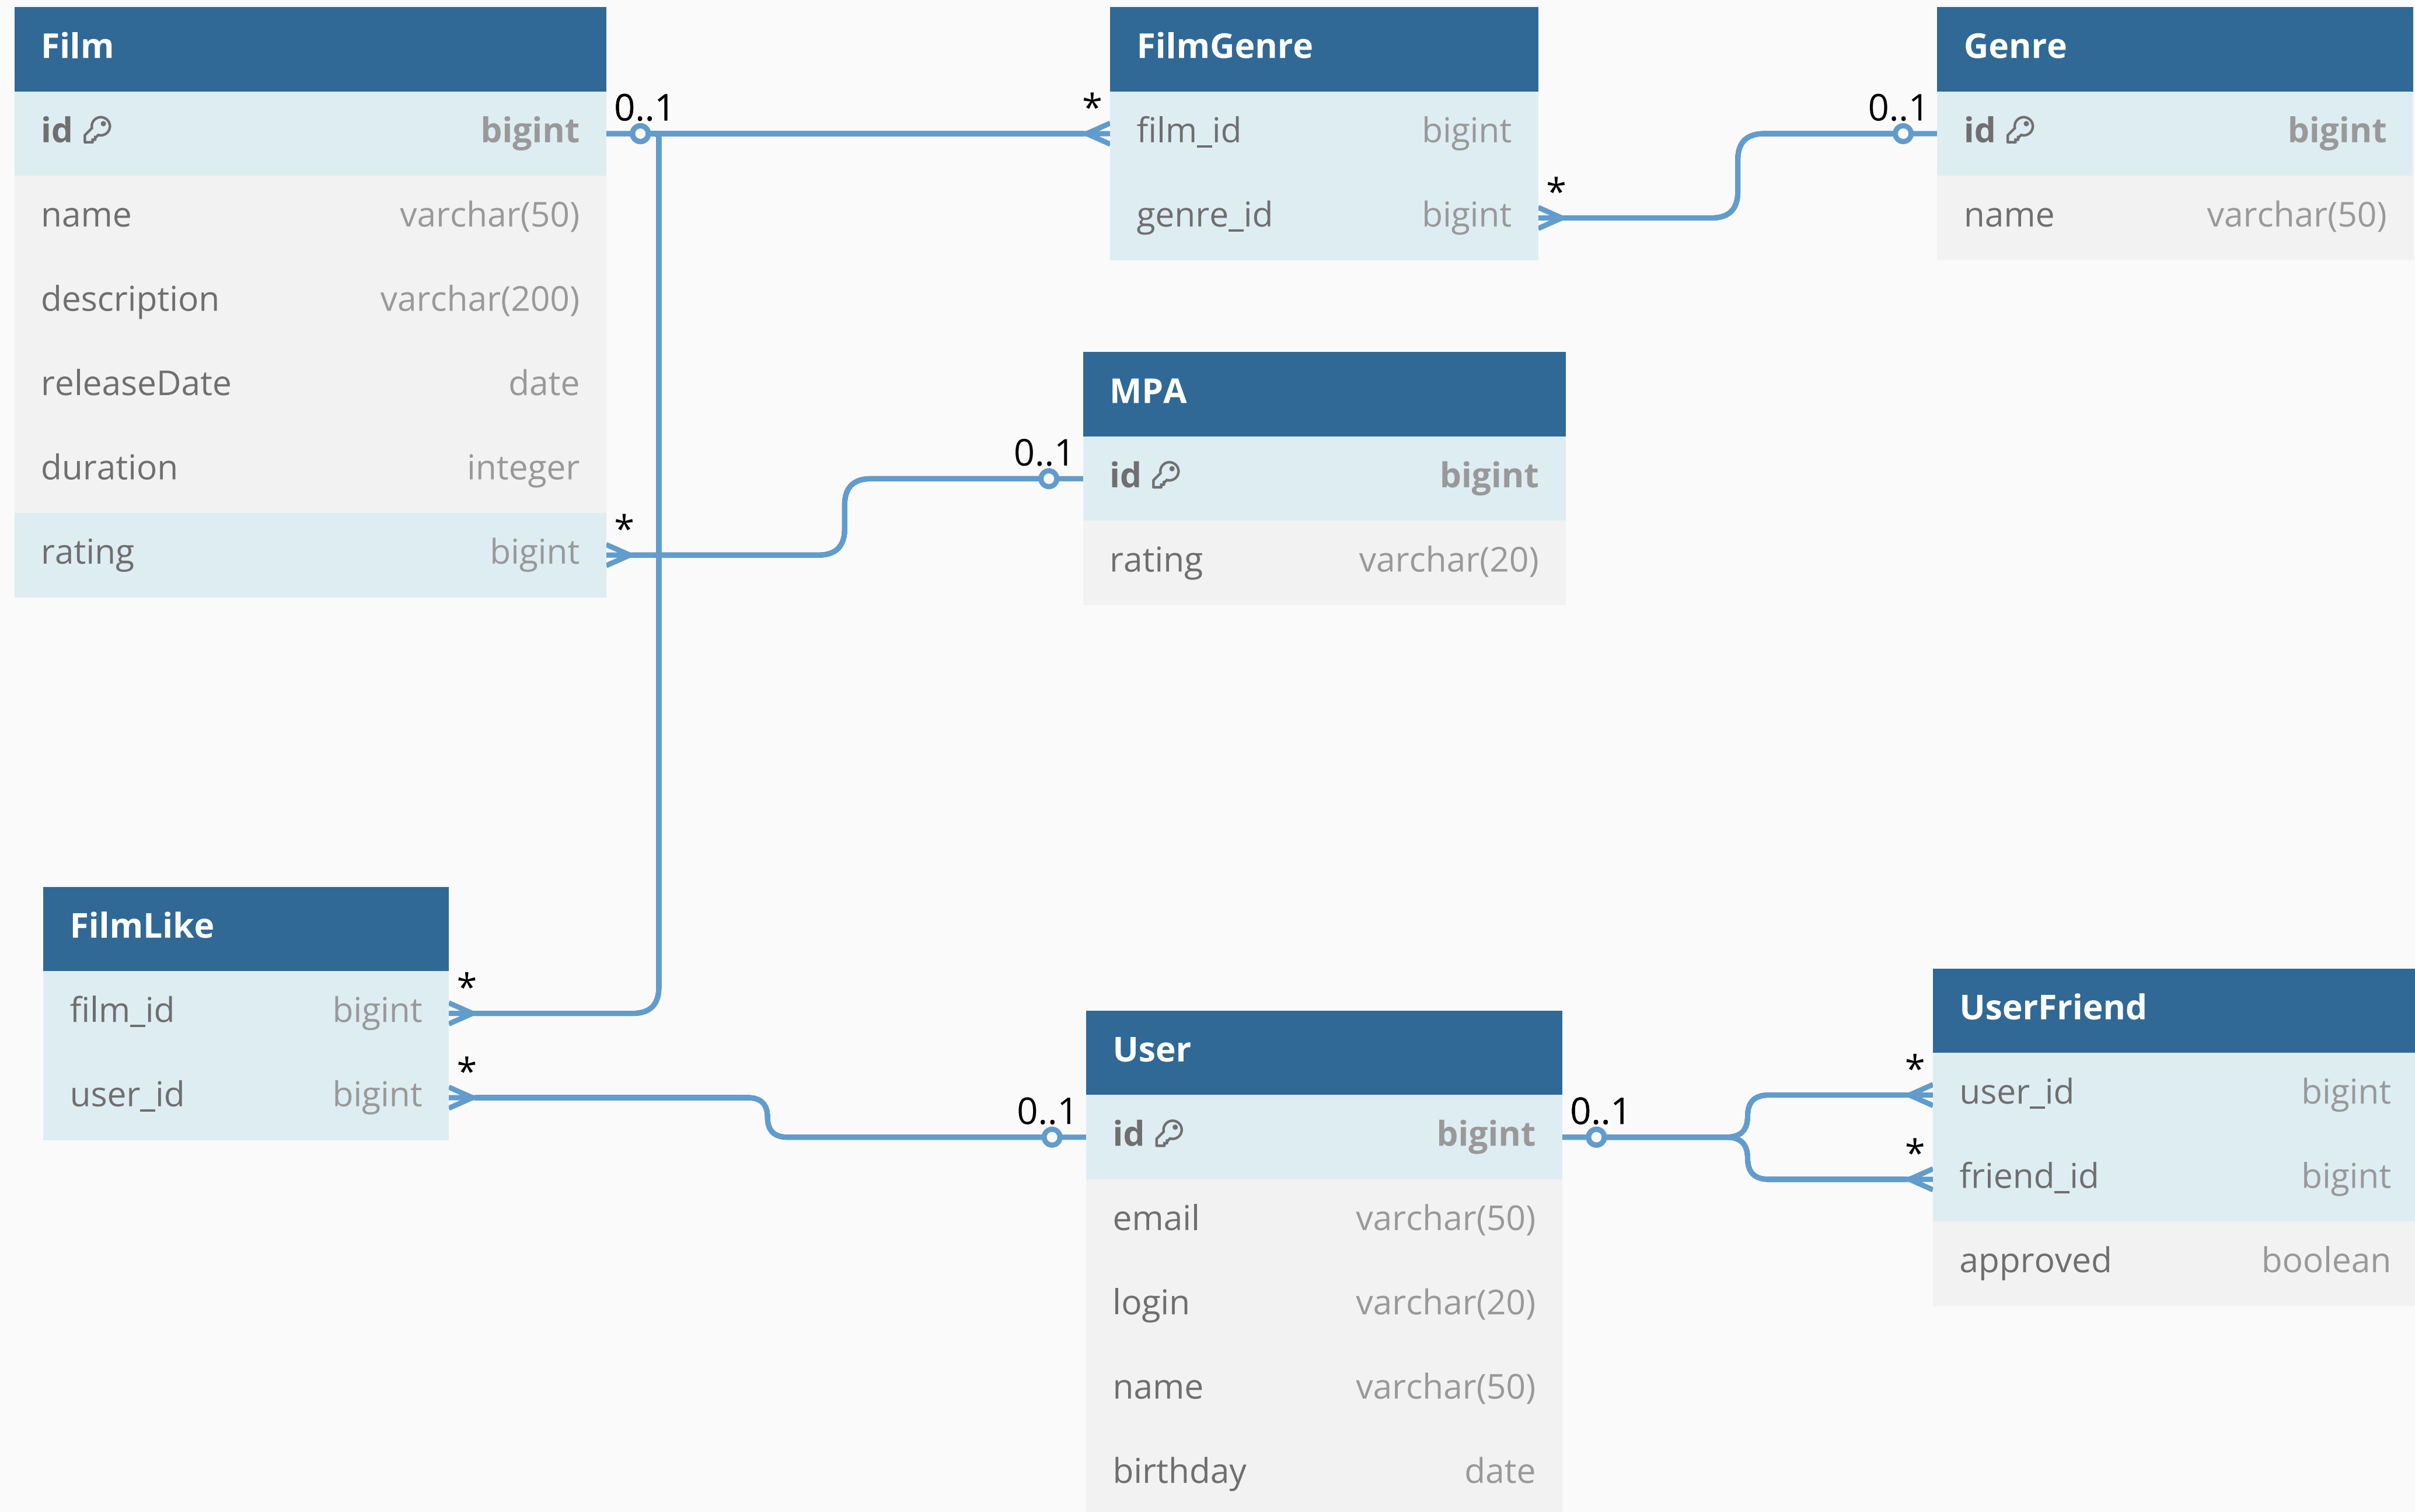 Film
id bigint
name varchar(50)
description varchar(200)
releaseDate date
duration integer
rating bigint
0..1
*
*
FilmGenre
film_id bigint
genre_id bigint
*
0..1
Genre
id bigint
name varchar(50)
0..1
MPA
id bigint
rating varchar(20)
FilmLike
film_id bigint
user_id bigint
*
*
0..1
User
id bigint
email varchar(50)
login varchar(20)
name varchar(50)
birthday date
0..1
*
*
UserFriend
user_id bigint
friend_id bigint
approved boolean